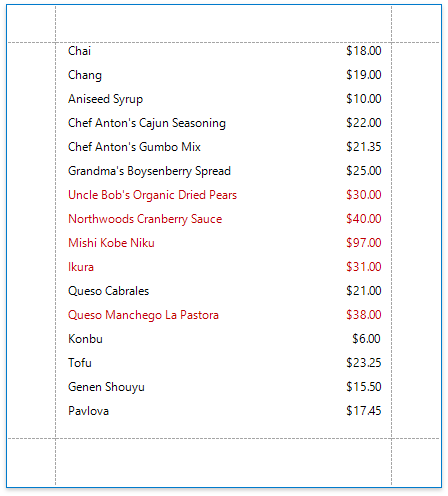 Chai $18.00
Chang $19.00
Aniseed Syrup $10.00
Chef Anton's Cajun Seasoning $22.00
Chef Anton's Gumbo Mix $21.35
Grandma's Boysenberry Spread $25.00
Uncle Bob's Organic Dried Pears $30.00
Northwoods Cranberry Sauce $40.00
Mishi Kobe Niku $97.00
Ikura $31.00
Queso Cabrales $21.00
Queso Manchego La Pastora $38.00
Konbu $6.00
Tofu $23.25
Genen Shouyu $15.50
Pavlova $17.45